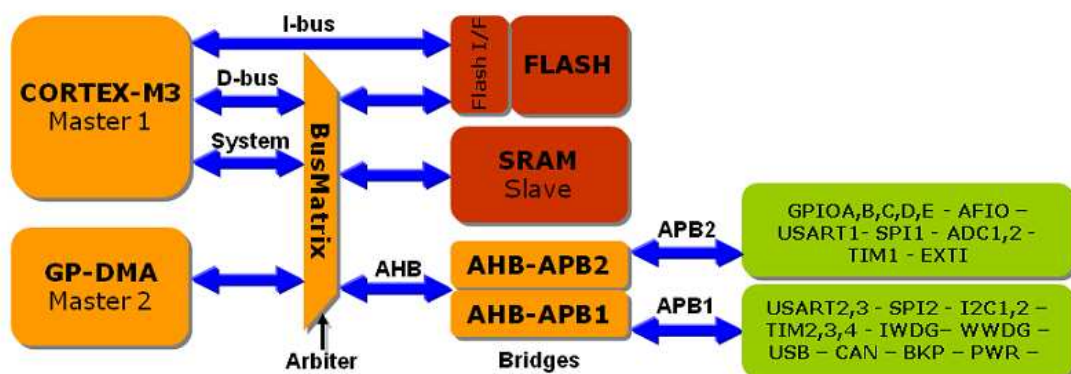 I-bus
CORTEX-M3
Master 1
D-bus
System
BusMatrix
Flash I/F
FLASH
SRAM
Slave
GP-DMA
Master 2
AHB
Arbiter
AHB-APB2
AHB-APB1
Bridges
APB2
GPIOA,B,C,D,E - AFIO –
USART1- SPI1 - ADC1,2 -
TIM1 - EXTI
APB1
USART2,3 - SPI2 - I2C1,2 –
TIM2,3,4 - IWDG– WWDG –
USB – CAN – BKP – PWR –